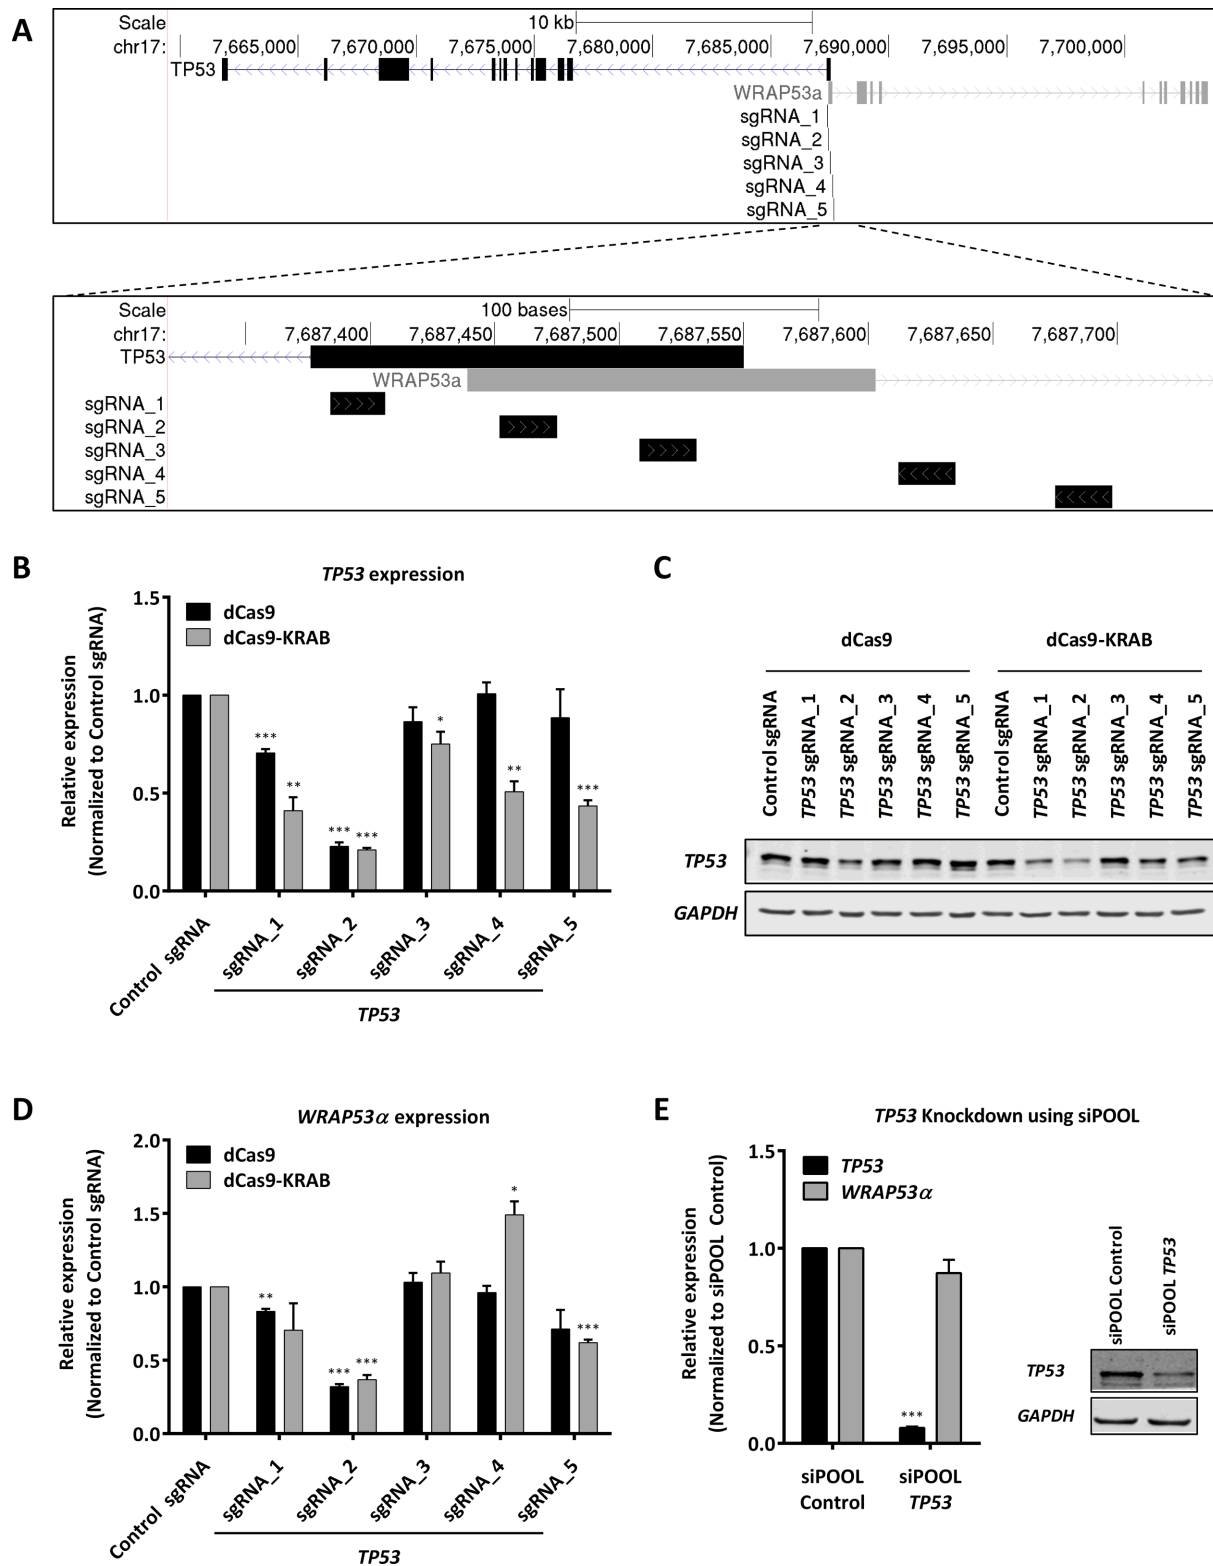 A
Scale 10 kb
chr17: 7,665,000 7,670,000 7,675,000 7,680,000 7,685,000 7,690,000 7,695,000 7,700,000
TP53
WRAP53a
sgRNA_1
sgRNA_2
sgRNA_3
sgRNA_4
sgRNA_5
Scale 100 bases
chr17: 7,687,400 7,687,450 7,687,500 7,687,550 7,687,600 7,687,650 7,687,700
TP53
WRAP53a
sgRNA_1
sgRNA_2
sgRNA_3
sgRNA_4
sgRNA_5
B
TP53 expression
Relative expression
(Normalized to Control sgRNA)
1.5
1.0
0.5
0.0
dCas9
dCas9-KRAB
***
**
***
***
*
**
***
Control sgRNA
sgRNA_1
sgRNA_2
sgRNA_3
sgRNA_4
sgRNA_5
TP53
C
dCas9
dCas9-KRAB
Control sgRNA
TP53 sgRNA_1
TP53 sgRNA_2
TP53 sgRNA_3
TP53 sgRNA_4
TP53 sgRNA_5
Control sgRNA
TP53 sgRNA_1
TP53 sgRNA_2
TP53 sgRNA_3
TP53 sgRNA_4
TP53 sgRNA_5
TP53
GAPDH
D
WRAP53α expression
Relative expression
(Normalized to Control sgRNA)
2.0
1.5
1.0
0.5
0.0
dCas9
dCas9-KRAB
**
***
***
*
***
Control sgRNA
sgRNA_1
sgRNA_2
sgRNA_3
sgRNA_4
sgRNA_5
TP53
E
TP53 Knockdown using siPOOL
Relative expression
(Normalized to siPOOL Control)
1.5
1.0
0.5
0.0
TP53
WRAP53α
***
siPOOL
Control
siPOOL
TP53
siPOOL Control
siPOOL TP53
TP53
GAPDH